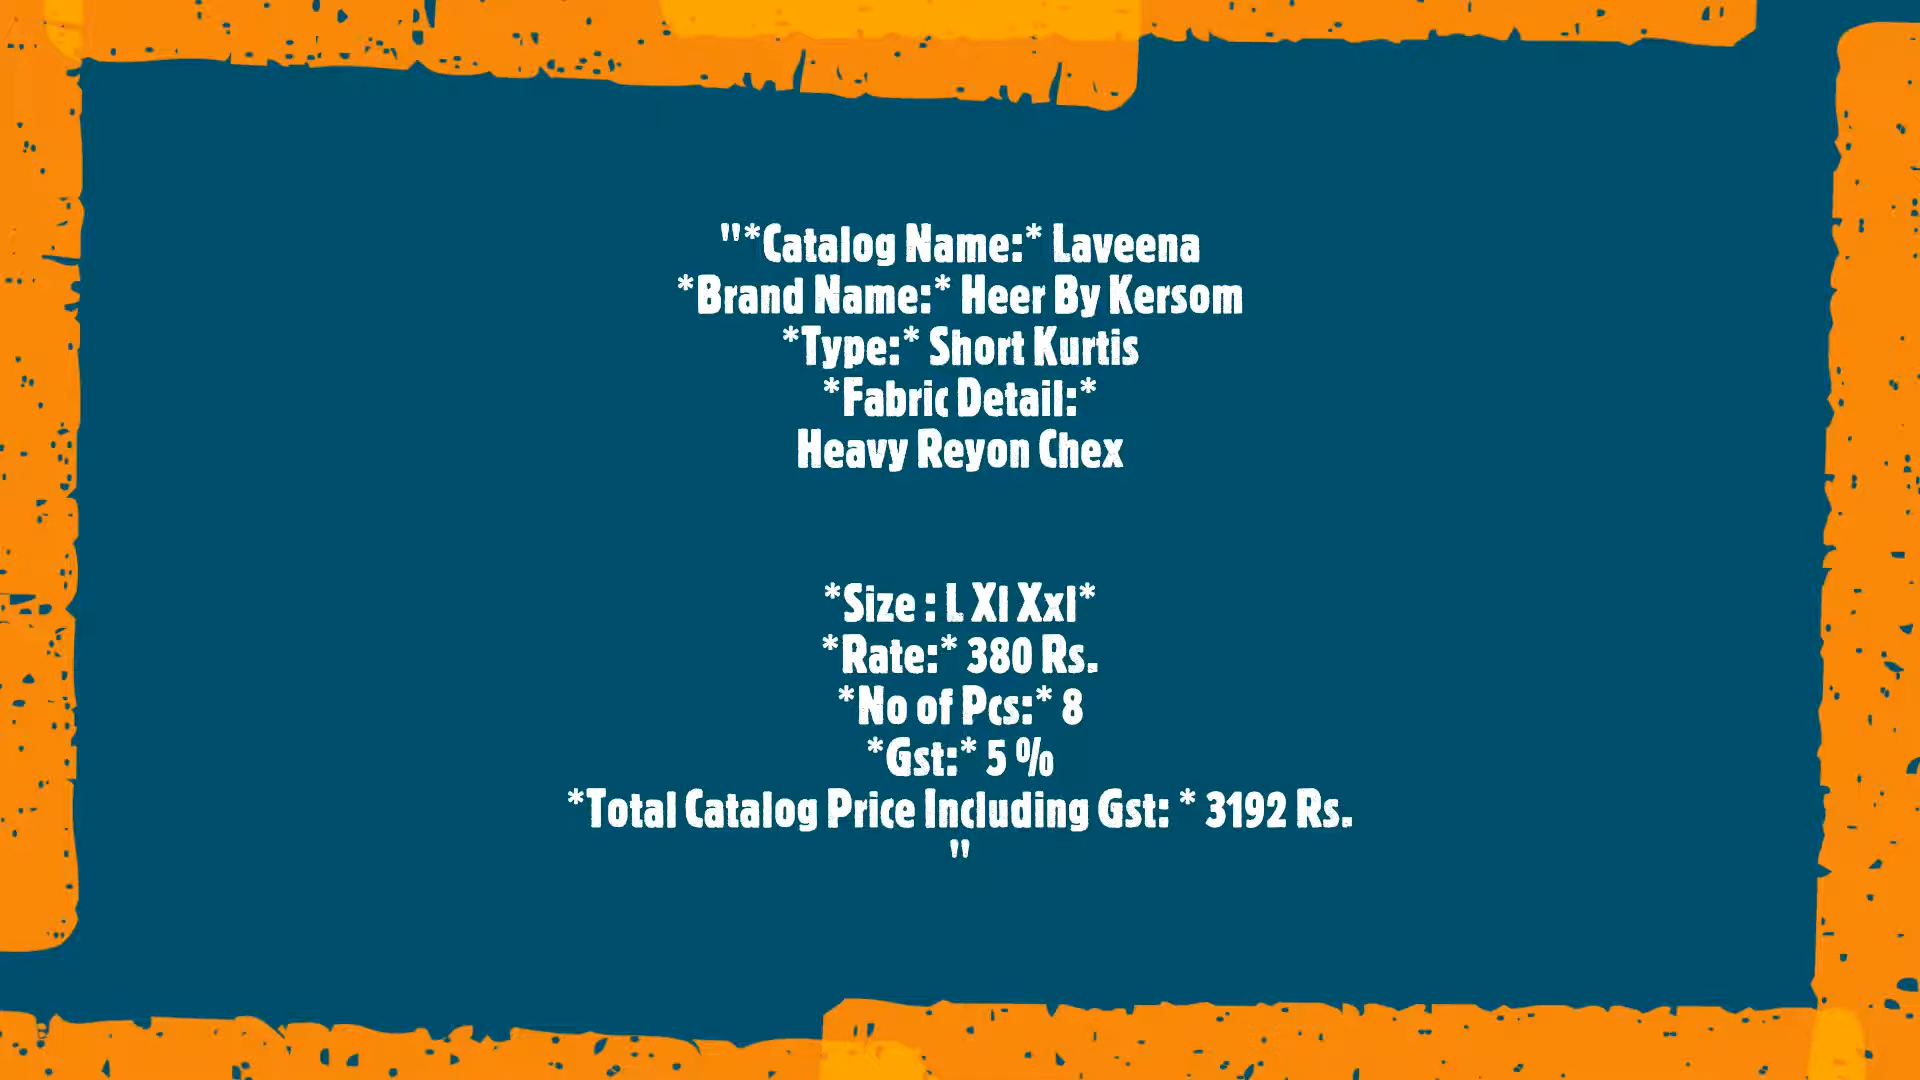 "*Catalog Name:* Laveena
*Brand Name:* Heer By Kersom
*Type:* Short Kurtis
*Fabric Detail:*
Heavy Reyon Chex
*Size : L Xl Xxl*
*Rate:* 380 Rs.
*No of Pcs:* 8
*Gst:* 5 %
*Total Catalog Price Including Gst: * 3192 Rs.
"